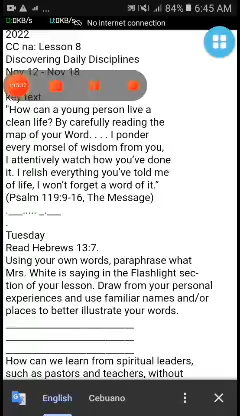 U:0KB/s D:0KB/s No internet connection 84% 6:45 AM
2022
CC na: Lesson 8
Discovering Daily Disciplines
Nov 12 - Nov 18
key Text
"How can a young person live a
clean life? By carefully reading the
map of your Word. . . . I ponder
every morsel of wisdom from you,
I attentively watch how you've done
it. I relish everything you've told me
of life, I won't forget a word of it."
(Psalm 119:9-16, The Message)
.___..... _.___
.
Tuesday
Read Hebrews 13:7.
Using your own words, paraphrase what
Mrs. White is saying in the Flashlight sec-
tion of your lesson. Draw from your personal
experiences and use familiar names and/or
places to better illustrate your words.
____________________
____________________
____________________
How can we learn from spiritual leaders,
such as pastors and teachers, without
English Cebuano